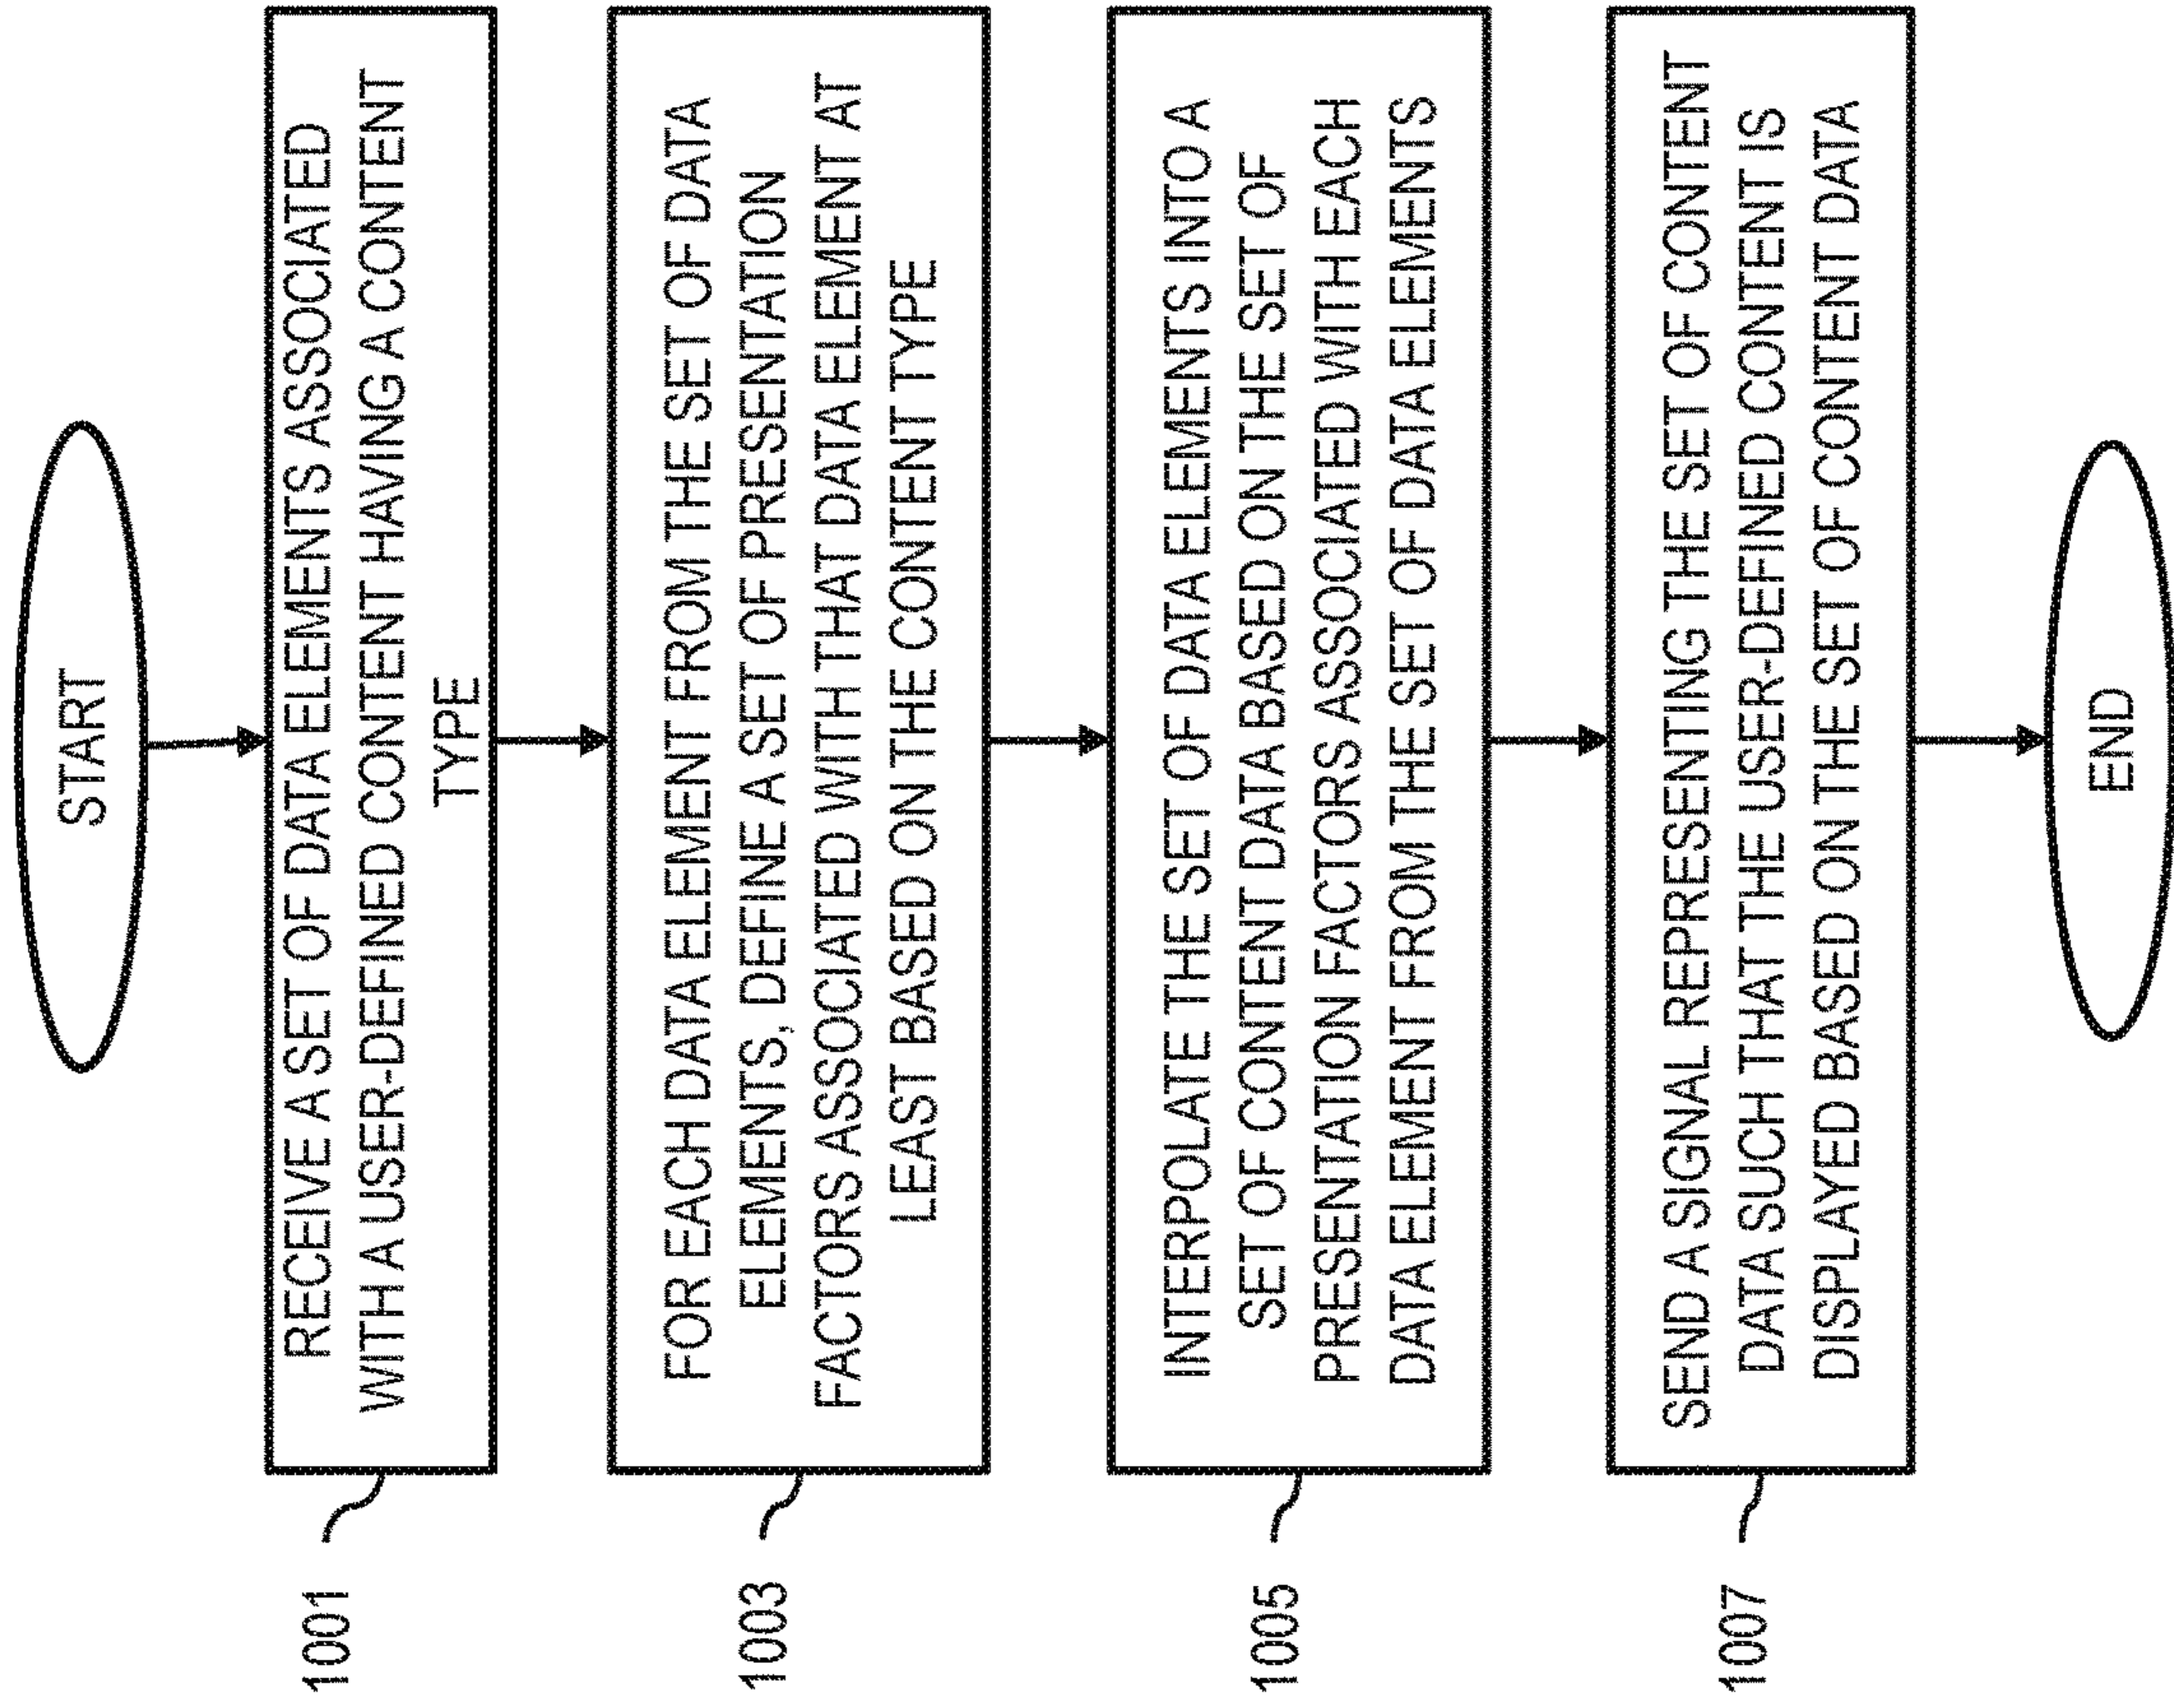 START
1001
RECEIVE A SET OF DATA ELEMENTS ASSOCIATED
WITH A USER-DEFINED CONTENT HAVING A CONTENT
TYPE
1003
FOR EACH DATA ELEMENT FROM THE SET OF DATA
ELEMENTS, DEFINE A SET OF PRESENTATION
FACTORS ASSOCIATED WITH THAT DATA ELEMENT AT
LEAST BASED ON THE CONTENT TYPE
1005
INTERPOLATE THE SET OF DATA ELEMENTS INTO A
SET OF CONTENT DATA BASED ON THE SET OF
PRESENTATION FACTORS ASSOCIATED WITH EACH
DATA ELEMENT FROM THE SET OF DATA ELEMENTS
1007
SEND A SIGNAL REPRESENTING THE SET OF CONTENT
DATA SUCH THAT THE USER-DEFINED CONTENT IS
DISPLAYED BASED ON THE SET OF CONTENT DATA
END